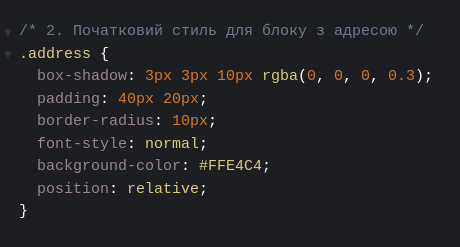 /* 2. Початковий стиль для блоку з адресою */
.address {
  box-shadow: 3px 3px 10px rgba(0, 0, 0, 0.3);
  padding: 40px 20px;
  border-radius: 10px;
  font-style: normal;
  background-color: #FFE4C4;
  position: relative;
}